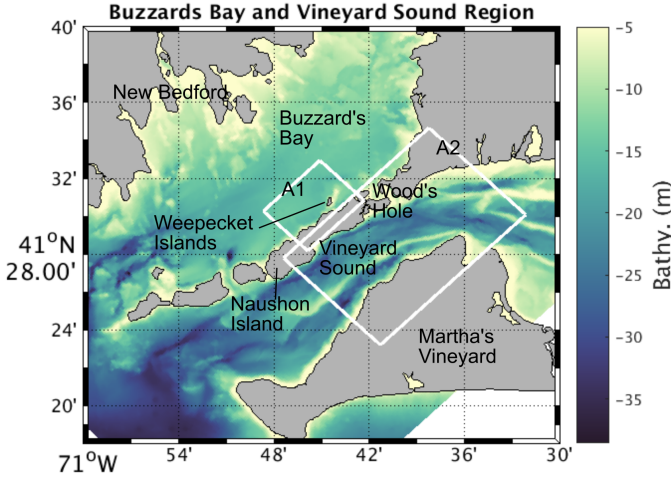 Buzzards Bay and Vineyard Sound Region
40'
36'
32'
41°N
28.00'
24'
20'
71°W
54'
48'
42'
36'
30'
New Bedford
Buzzard's
Bay
A1
A2
Wood's
Hole
Weepecket
Islands
Vineyard
Sound
Naushon
Island
Martha's
Vineyard
−5
−10
−15
−20
−25
−30
−35
Bathy. (m)